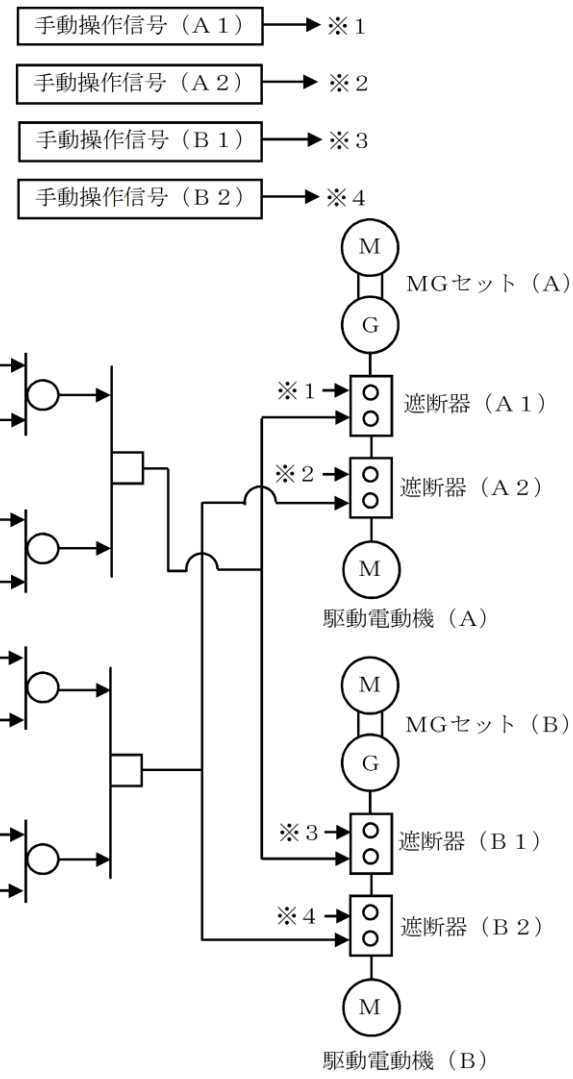 手動操作信号(A1) ※1
手動操作信号(A2) ※2
手動操作信号(B1) ※3
手動操作信号(B2) ※4
M
MGセット(A)
G
※1
遮断器(A1)
※2
遮断器(A2)
M
駆動電動機(A)
M
MGセット(B)
G
※3
遮断器(B1)
※4
遮断器(B2)
M
駆動電動機(B)